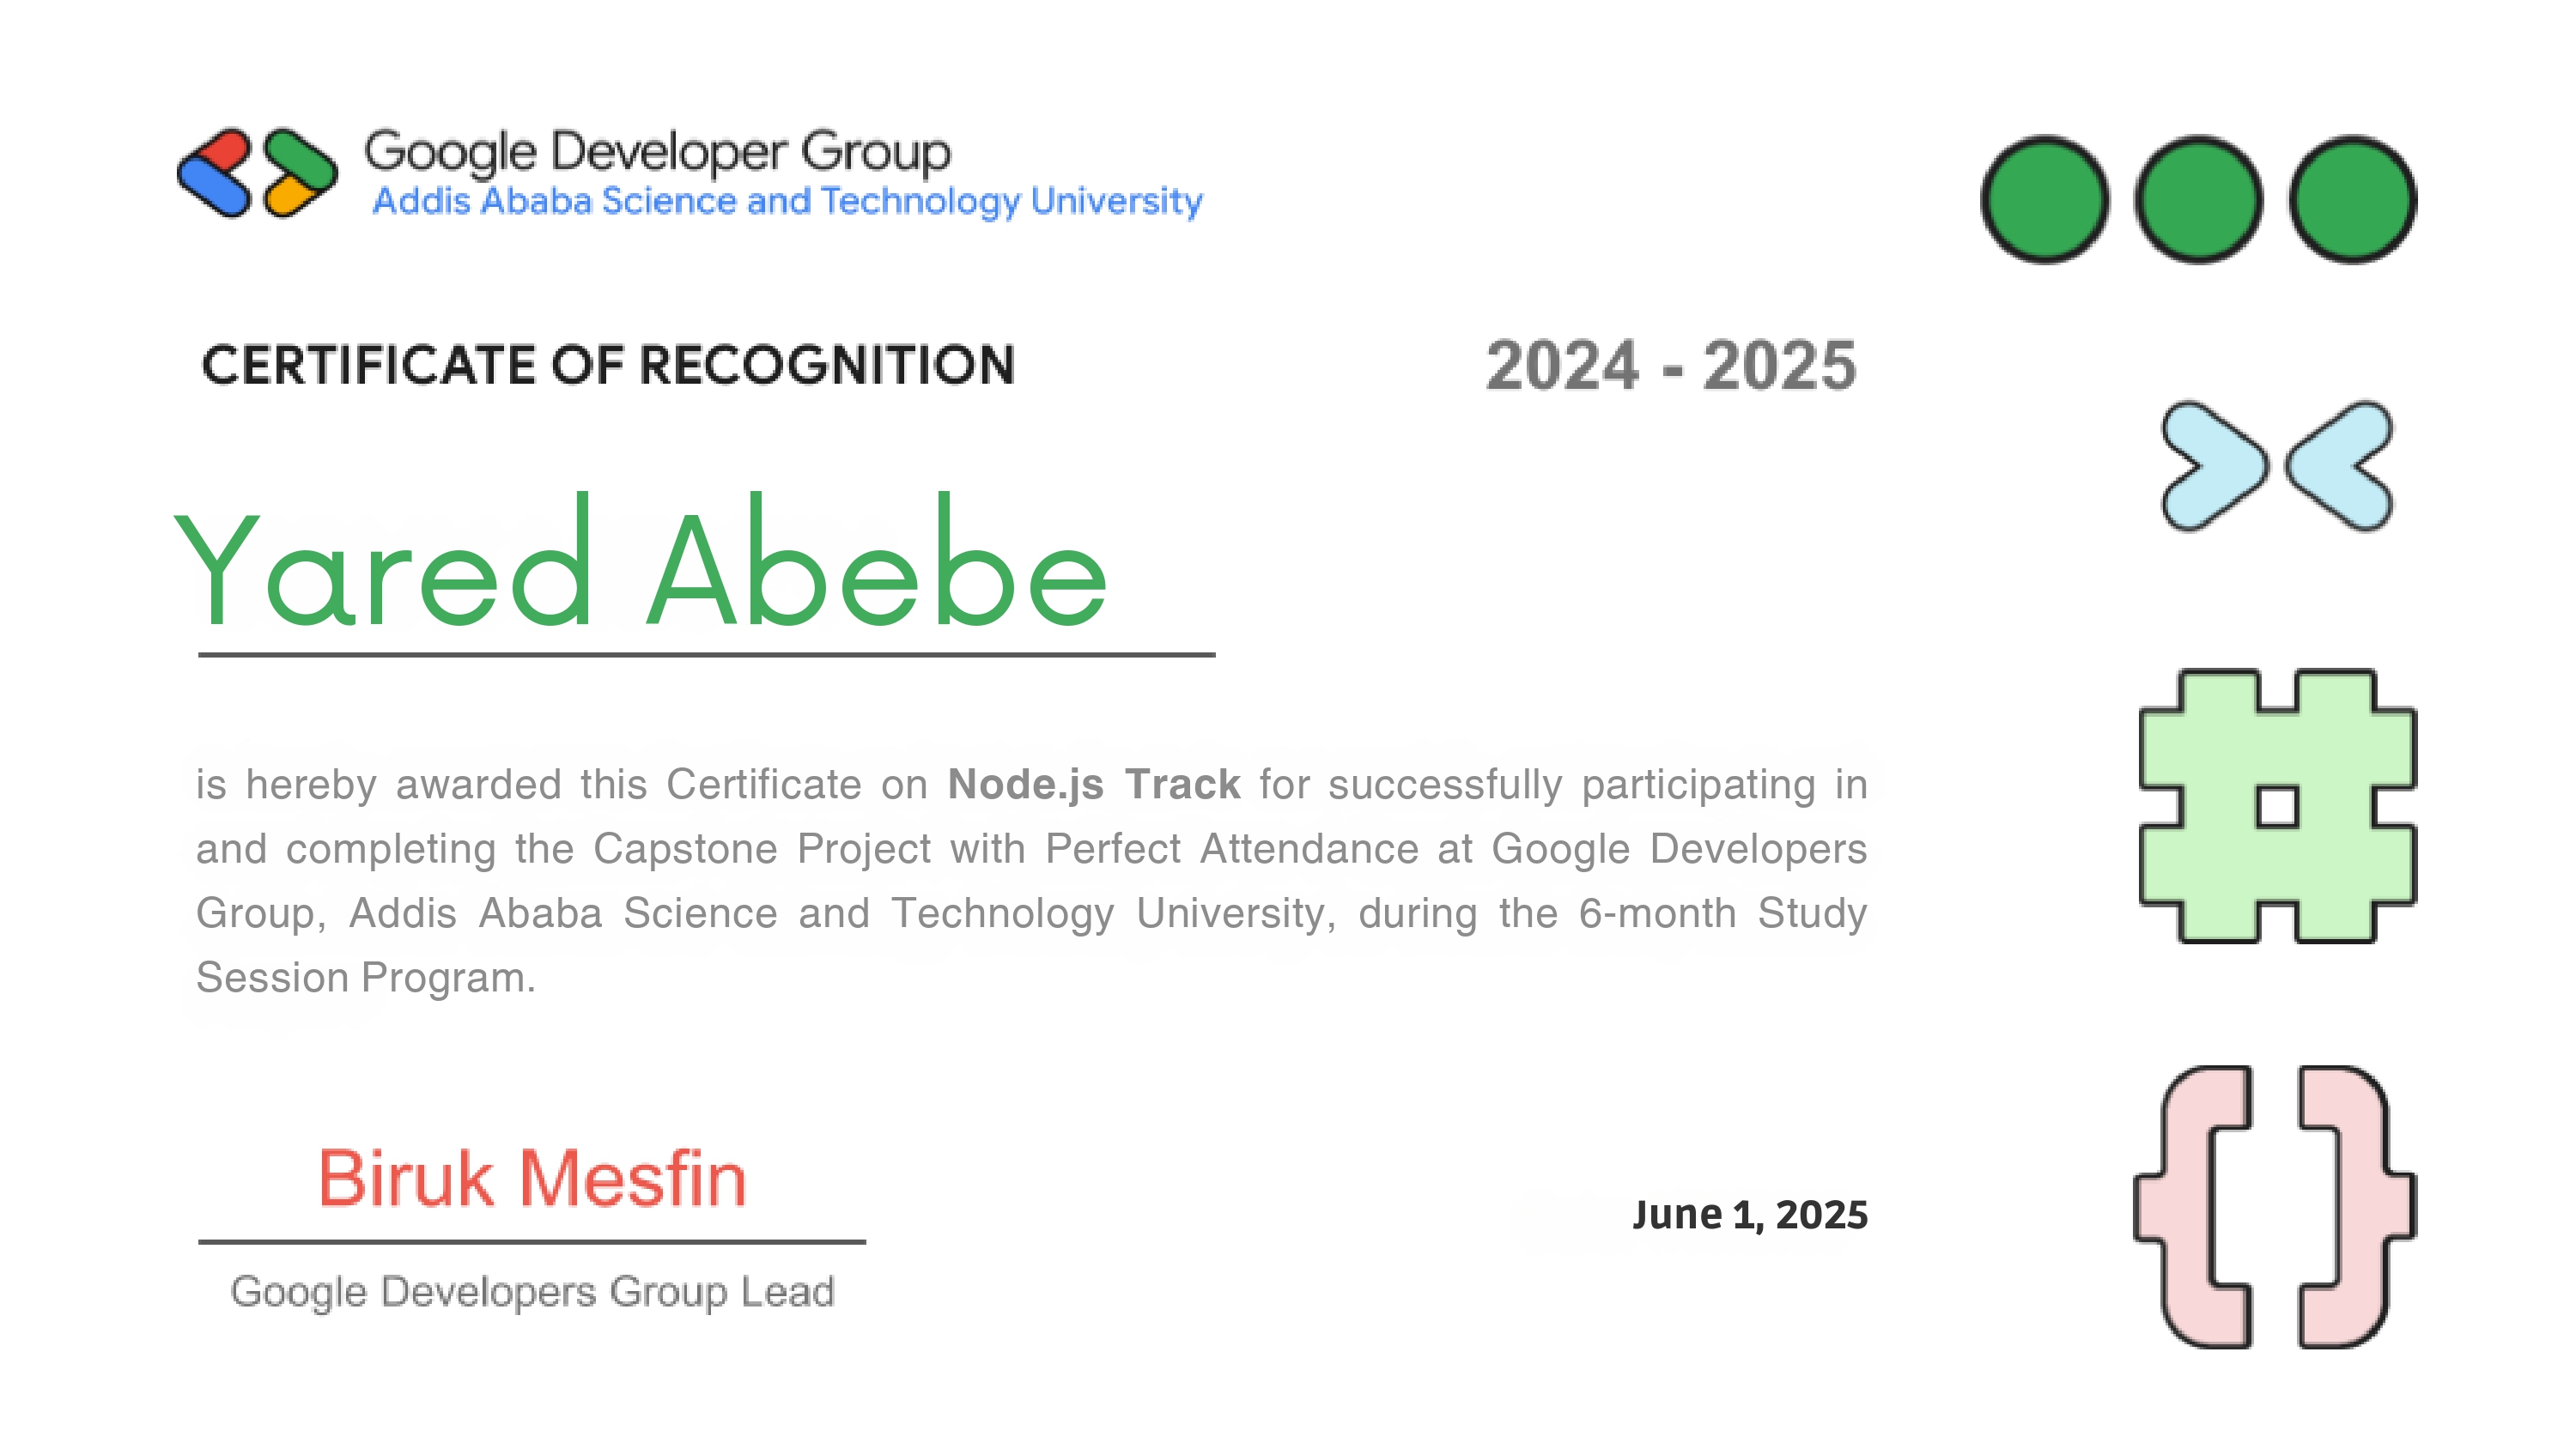 Google Developer Group
Addis Ababa Science and Technology University
CERTIFICATE OF RECOGNITION
2024 - 2025
Yared Abebe
is hereby awarded this Certificate on Node.js Track for successfully participating in
and completing the Capstone Project with Perfect Attendance at Google Developers
Group, Addis Ababa Science and Technology University, during the 6-month Study
Session Program.
Biruk Mesfin
June 1, 2025
Google Developers Group Lead